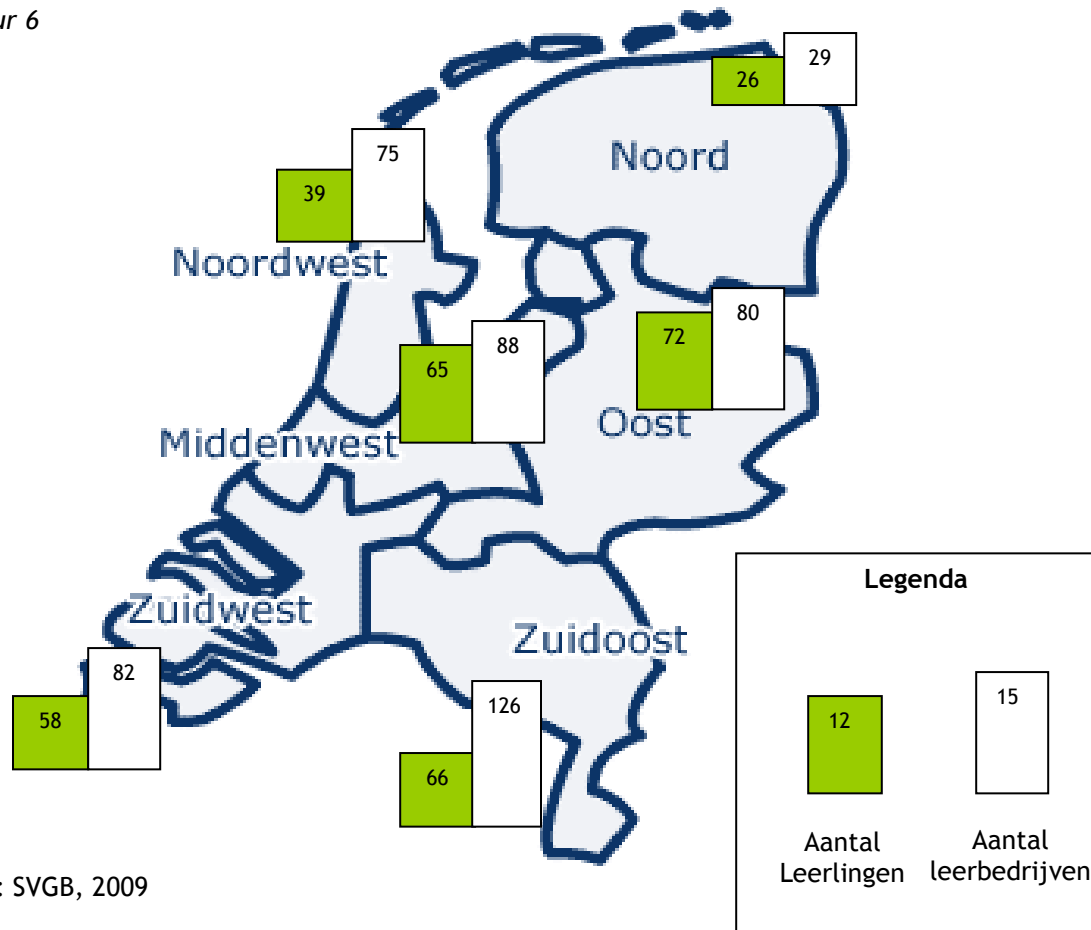 ur 6
29
26
Noord
75
39
Noordwest
80
72
88
65
Oost
Middenwest
Legenda
Zuidwest
Zuidoost
82
58
126
66
15
12
Aantal
Leerlingen
Aantal
leerbedrijven
: SVGB, 2009